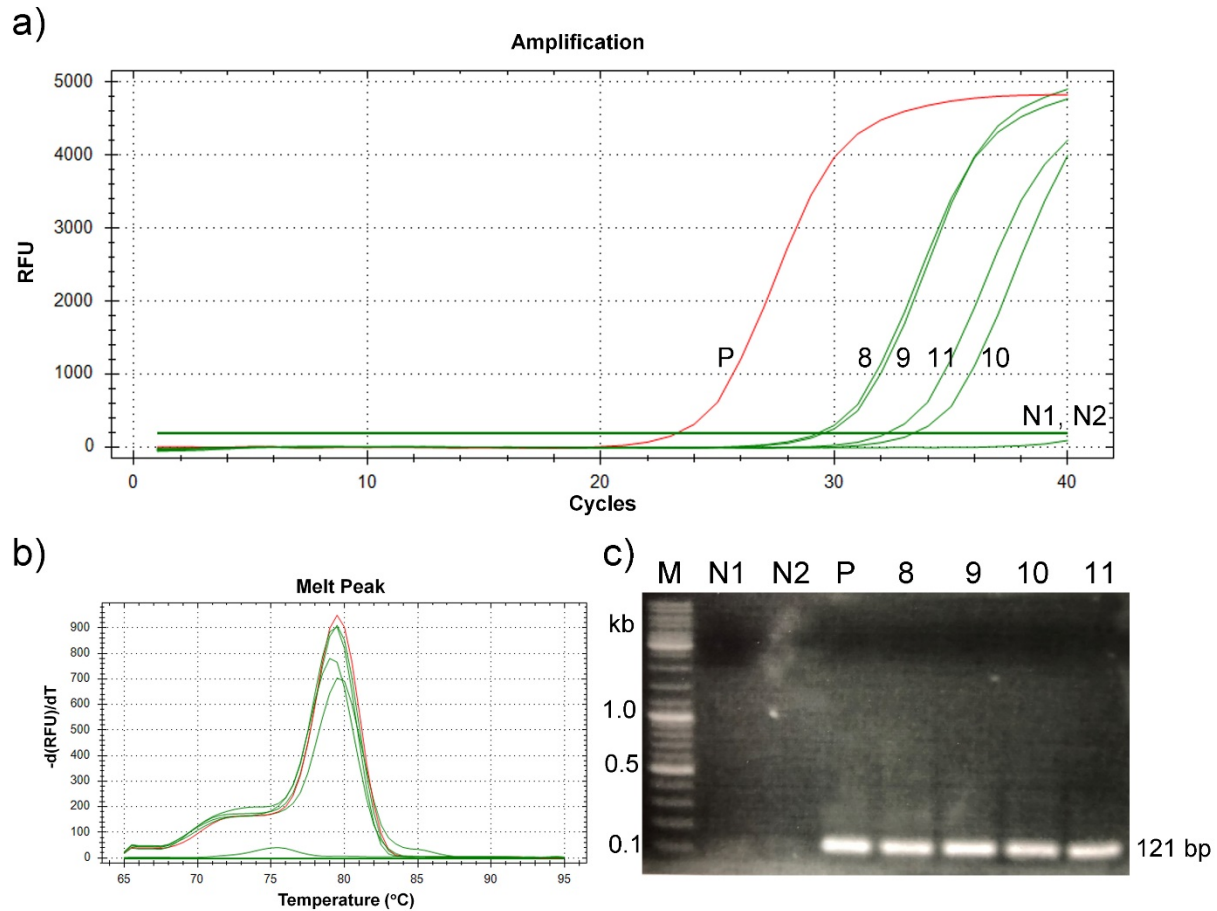 a)
Amplification
5000
4000
3000
2000
1000
0
RFU
P
8
9
11
10
N1, N2
0
10
20
30
40
Cycles
b)
Melt Peak
900
800
700
600
500
400
300
200
100
0
-d(RFU)/dT
65
70
75
80
85
90
95
Temperature (°C)
c)
M N1 N2 P 8 9 10 11
kb
1.0
0.5
0.1
121 bp